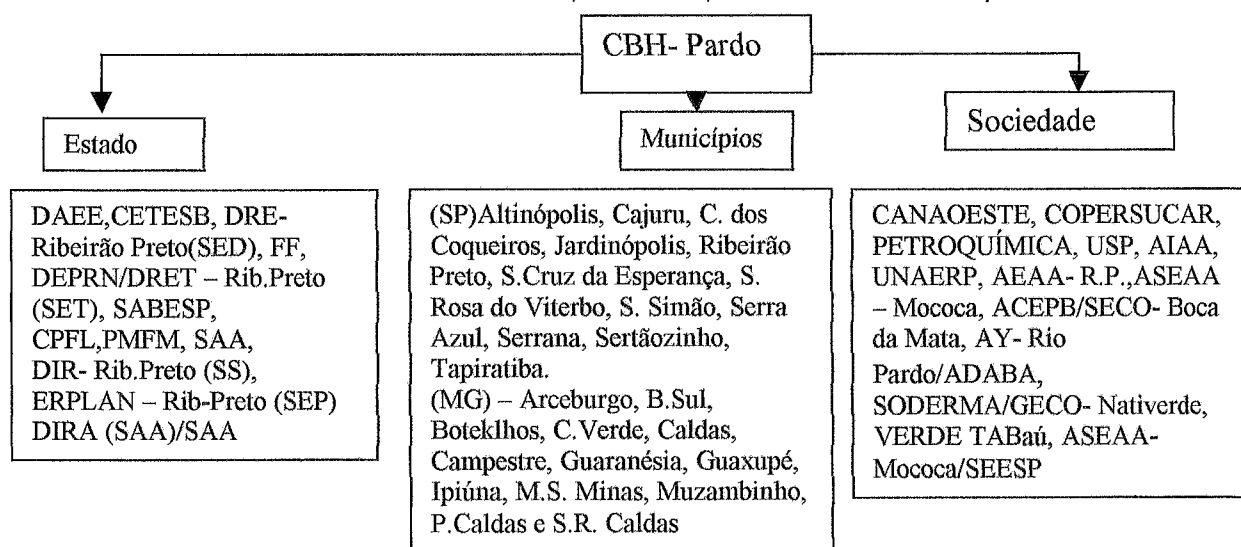 CBH- Pardo
Estado
Municípios
Sociedade
DAEE,CETESB, DRE-
Ribeirão Preto(SED), FF,
DEPRN/DRET – Rib.Preto
(SET), SABESP,
CPFL,PMFM, SAA,
DIR- Rib.Preto (SS),
ERPLAN – Rib-Preto (SEP)
DIRA (SAA)/SAA
(SP)Altinópolis, Cajuru, C. dos
Coqueiros, Jardinópolis, Ribeirão
Preto, S.Cruz da Esperança, S.
Rosa do Viterbo, S. Simão, Serra
Azul, Serrana, Sertãozinho,
Tapiratiba.
(MG) – Arceburgo, B.Sul,
Boteklhos, C.Verde, Caldas,
Campestre, Guaranésia, Guaxupé,
Ipiúna, M.S. Minas, Muzambinho,
P.Caldas e S.R. Caldas
CANAOESTE, COPERSUCAR,
PETROQUÍMICA, USP, AIAA,
UNAERP, AEAA- R.P.,ASEAA
– Mococa, ACEPB/SECO- Boca
da Mata, AY- Rio
Pardo/ADABA,
SODERMA/GECO- Nativerde,
VERDE TABaú, ASEAA-
Mococa/SEESP